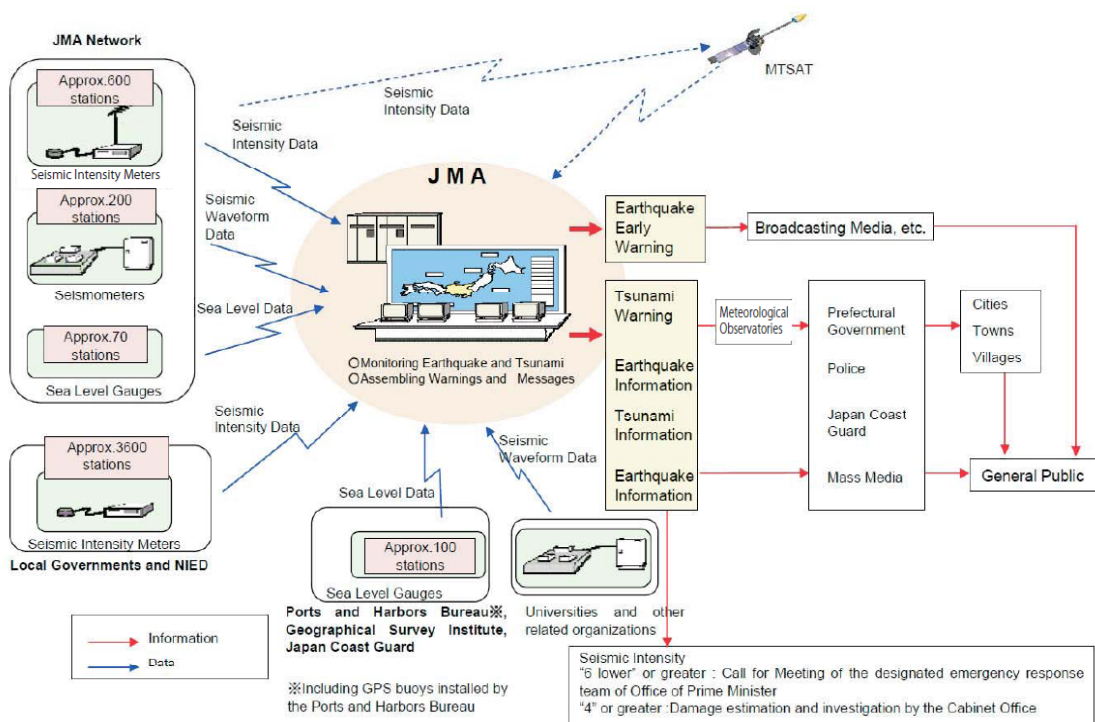 JMA Network
Approx.600
stations
Seismic Intensity Meters
Approx.200
stations
Seismometers
Approx.70
stations
Sea Level Gauges
Approx.3600
stations
Seismic Intensity Meters
Local Governments and NIED
Seismic
Intensity Data
MTSAT
Seismic
Intensity Data
Seismic
Waveform
Data
Sea Level Data
Seismic
Intensity Data
JMA
○Monitoring Earthquake and Tsunami
○Assembling Warnings and Messages
Sea Level Data
Seismic
Waveform Data
Approx.100
stations
Sea Level Gauges
Ports and Harbors Bureau※,
Geographical Survey Institute,
Japan Coast Guard
※Including GPS buoys installed by
the Ports and Harbors Bureau
Universities and other
related organizations
Earthquake
Early
Warning
Broadcasting Media, etc.
Tsunami
Warning
Earthquake
Information
Tsunami
Information
Earthquake
Information
Meteorological
Observatories
Prefectural
Government
Police
Japan Coast
Guard
Mass Media
Cities
Towns
Villages
General Public
Information
Data
Seismic Intensity
“6 lower” or greater : Call for Meeting of the designated emergency response
team of Office of Prime Minister
“4” or greater :Damage estimation and investigation by the Cabinet Office